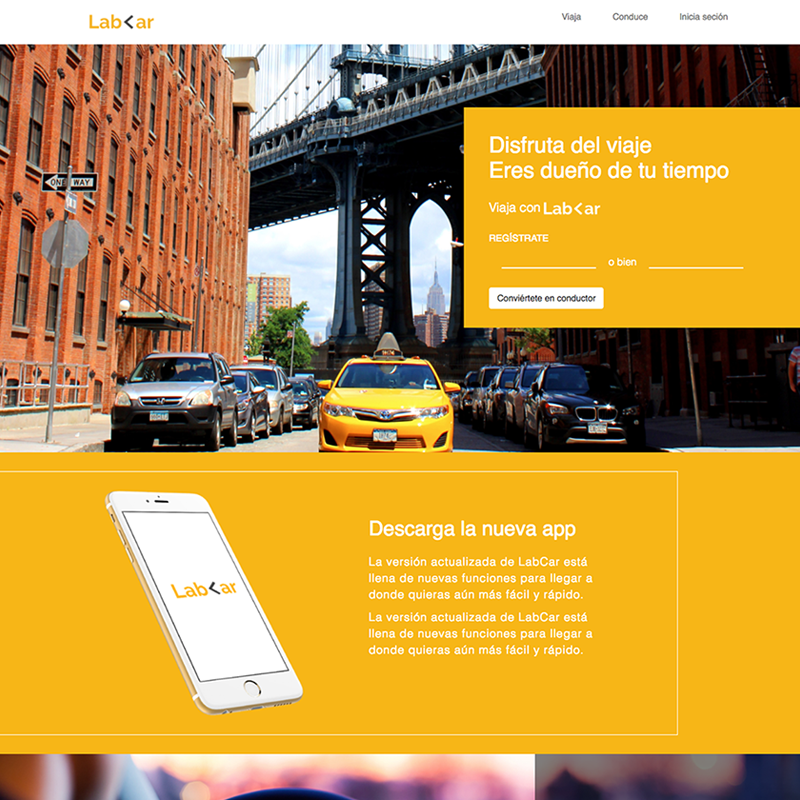 Lab<ar
Viaja
Conduce
Inicia seción
ONE WAY
Disfruta del viaje
Eres dueño de tu tiempo
Viaja con Lab<ar
REGÍSTRATE
o bien
Conviértete en conductor
Lab<ar
Descarga la nueva app
La versión actualizada de LabCar está
llena de nuevas funciones para llegar a
donde quieras aún más fácil y rápido.
La versión actualizada de LabCar está
llena de nuevas funciones para llegar a
donde quieras aún más fácil y rápido.